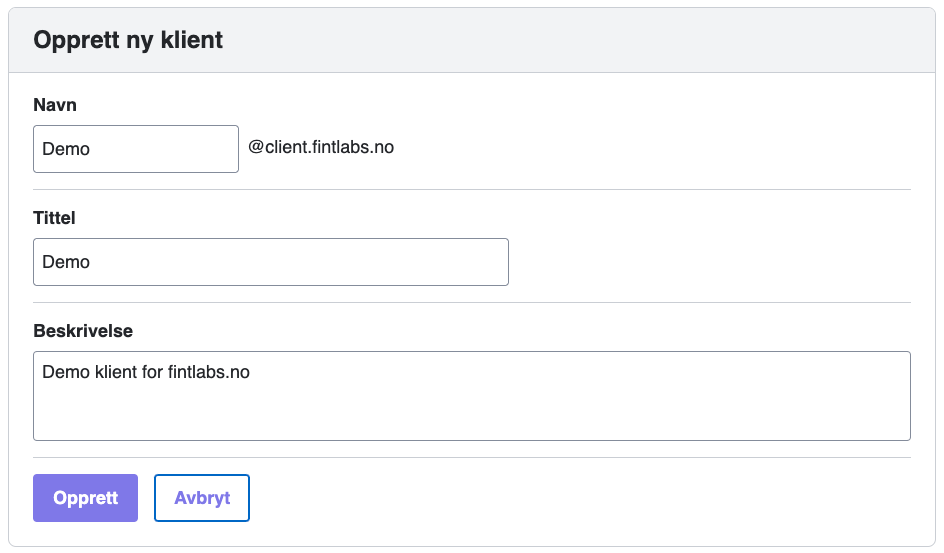 Opprett ny klient
Navn
Demo @client.fintlabs.no
Tittel
Demo
Beskrivelse
Demo klient for fintlabs.no
Opprett Avbryt